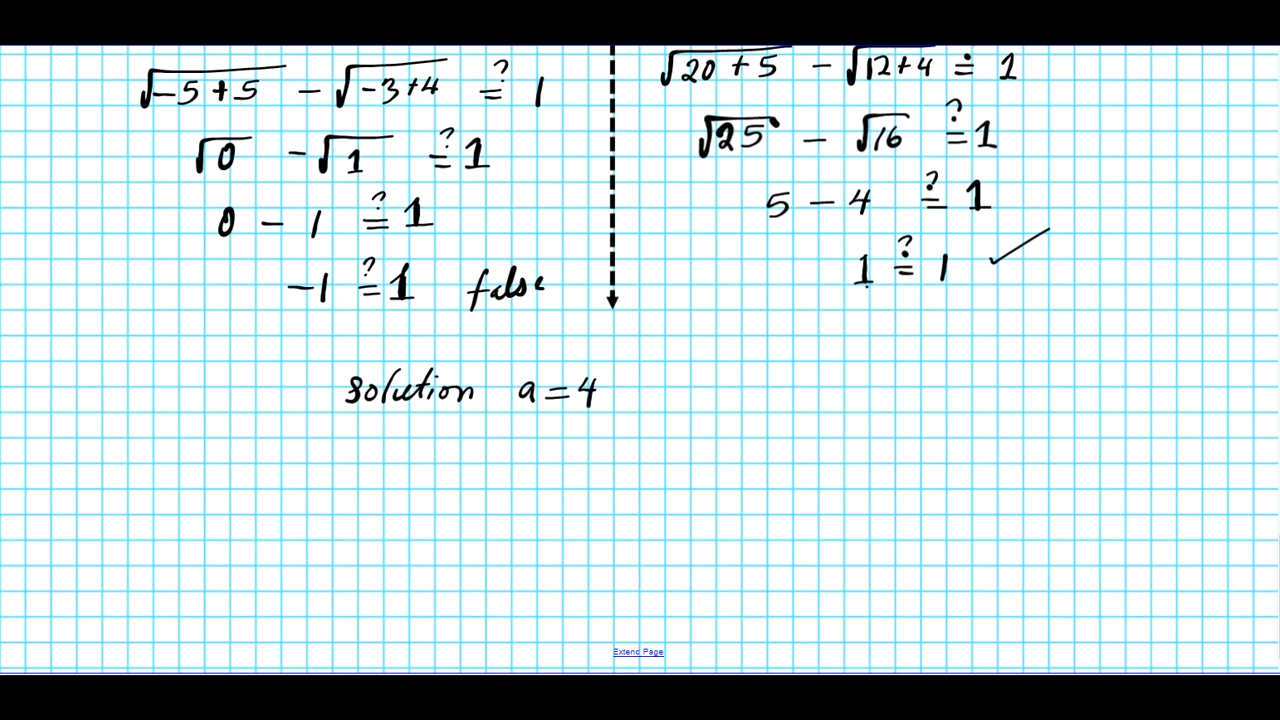 √-5+5 - √-3+4 ≟ 1
√0 - √1 ≟ 1
0 - 1 ≟ 1
-1 ≟ 1 false
√20+5 - √12+4 ≟ 1
√25 - √16 ≟ 1
5 - 4 ≟ 1
1 ≟ 1 ✓
solution a = 4
Extend Page